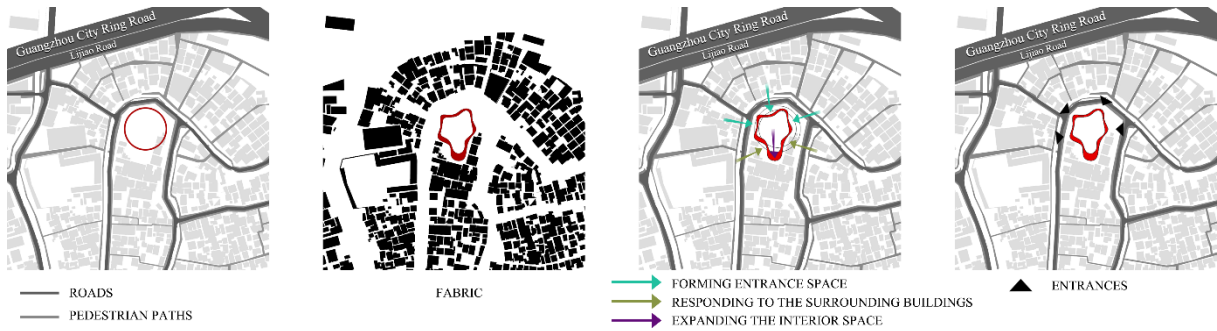 Guangzhou City Ring Road
Lijiao Road
Guangzhou City Ring Road
Lijiao Road
Guangzhou City Ring Road
Lijiao Road
ROADS
PEDESTRIAN PATHS
FABRIC
FORMING ENTRANCE SPACE
RESPONDING TO THE SURROUNDING BUILDINGS
EXPANDING THE INTERIOR SPACE
ENTRANCES